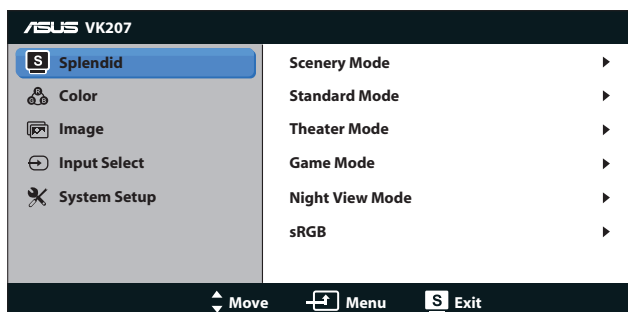 ASUS VK207
S Splendid
Color
Image
Input Select
System Setup
Scenery Mode
Standard Mode
Theater Mode
Game Mode
Night View Mode
sRGB
Move Menu S Exit